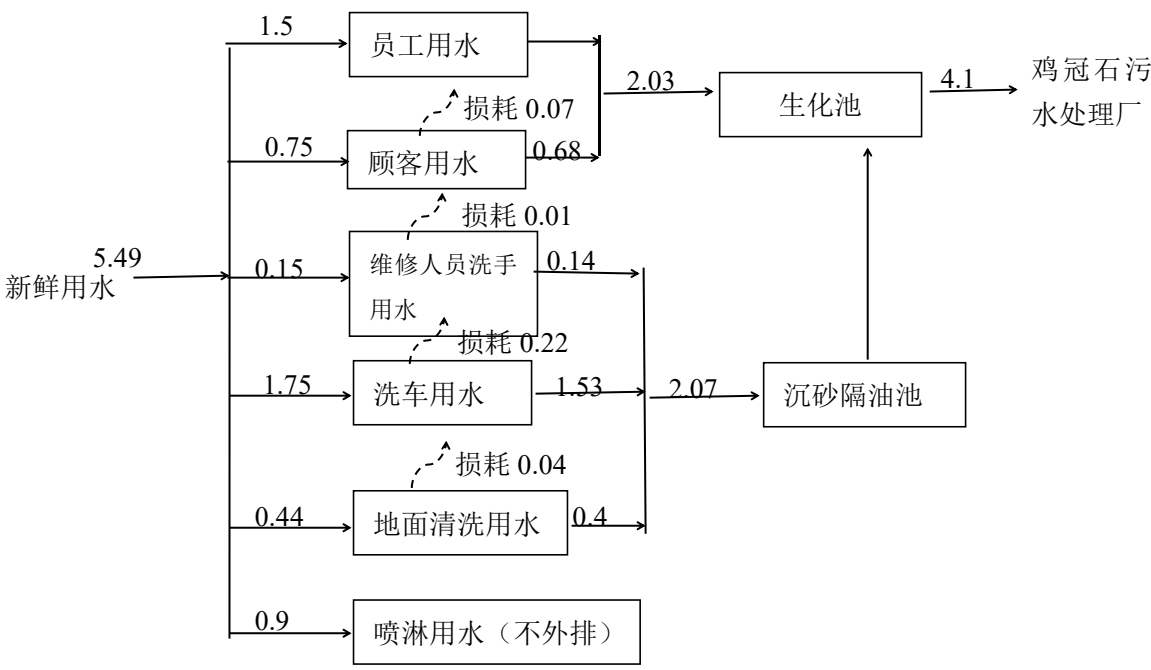 1.5
员工用水
2.03
生化池
4.1
鸡冠石污
水处理厂
损耗 0.07
0.75
顾客用水
0.68
损耗 0.01
新鲜用水
5.49
0.15
维修人员洗手
用水
0.14
损耗 0.22
1.75
洗车用水
1.53
2.07
沉砂隔油池
损耗 0.04
0.44
地面清洗用水
0.4
0.9
喷淋用水（不外排）